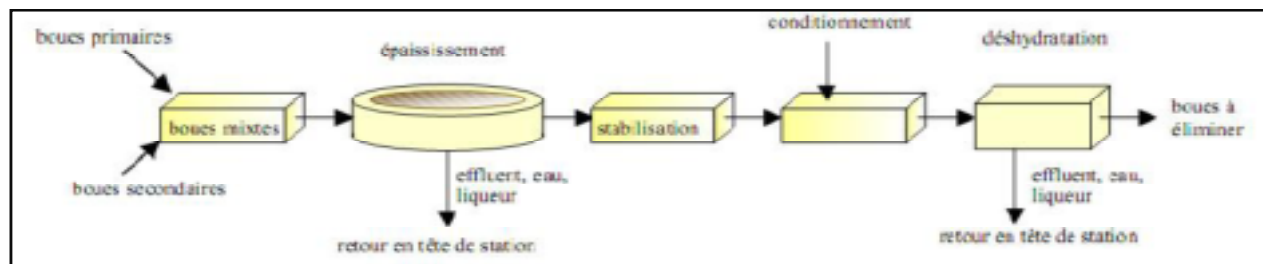 boues primaires
boues mixtes
boues secondaires
épaississement
effluent, eau,
liqueur
retour en tête de station
stabilisation
conditionnement
déshydratation
effluent, eau,
liqueur
retour en tête de station
boues à
éliminer